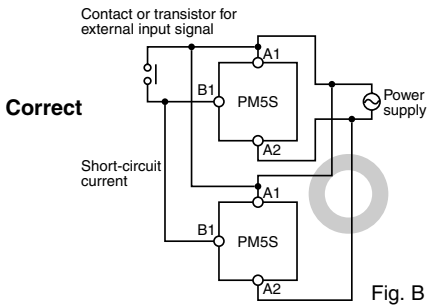 Contact or transistor for
external input signal
A1
B1
PM5S
Correct
Power
supply
A2
Short-circuit
current
A1
B1
PM5S
A2
Fig. B